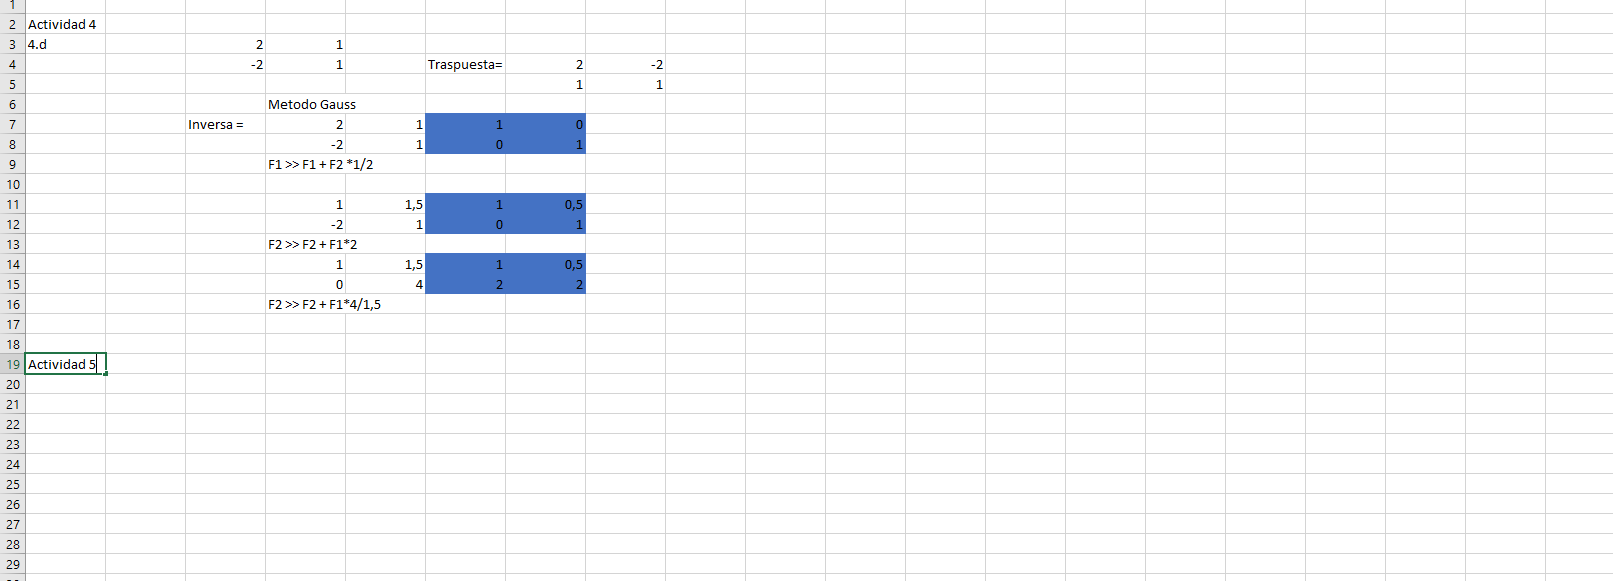 1
2 Actividad 4
3 4.d 2 1
4 -2 1 Traspuesta= 2 -2
5 1 1
6 Metodo Gauss
7 Inversa = 2 1 1 0
8 -2 1 0 1
9 F1 >> F1 + F2 *1/2
10
11 1 1,5 1 0,5
12 -2 1 0 1
13 F2 >> F2 + F1*2
14 1 1,5 1 0,5
15 0 4 2 2
16 F2 >> F2 + F1*4/1,5
17
18
19 Actividad 5
20
21
22
23
24
25
26
27
28
29